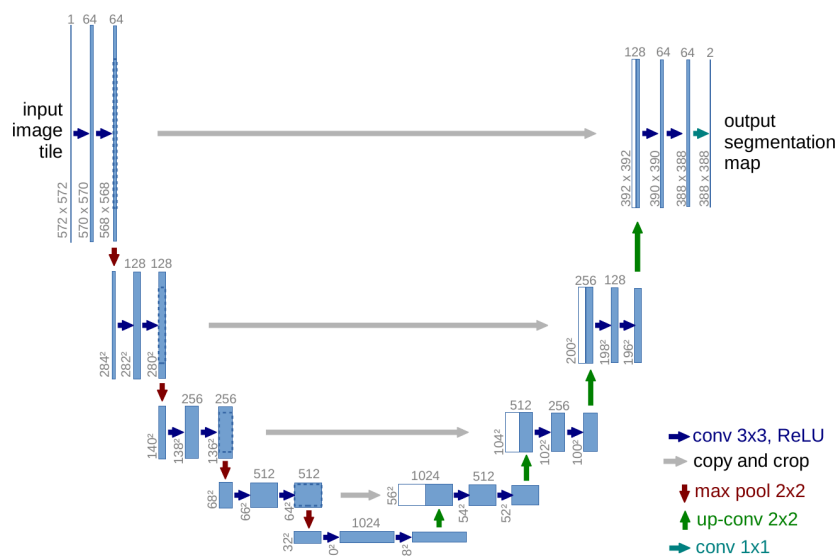 1 64 64
input
image
tile
572 x 572
570 x 570
568 x 568
128 64 64 2
output
segmentation
map
392 x 392
390 x 390
388 x 388
388 x 388
128 128
284²
282²
280²
256 128
200²
198²
196²
256 256
140²
138²
136²
512 256
104²
102²
100²
512 512
68²
66²
64²
1024 512
56²
54²
52²
1024
32²
0²
8²
conv 3x3, ReLU
copy and crop
max pool 2x2
up-conv 2x2
conv 1x1